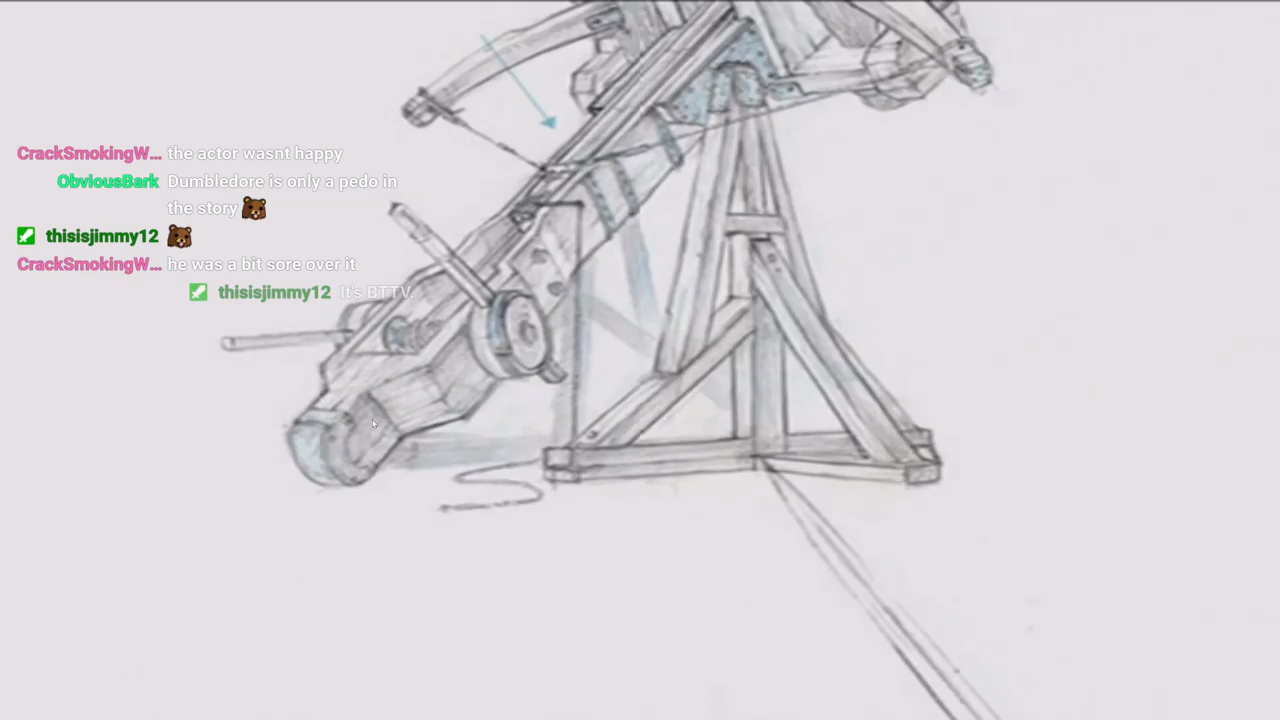 CrackSmokingW... the actor wasnt happy
ObviousBark Dumbledore is only a pedo in
the story
thisisjimmy12
CrackSmokingW... he was a bit sore over it
thisisjimmy12 It's BTTV.